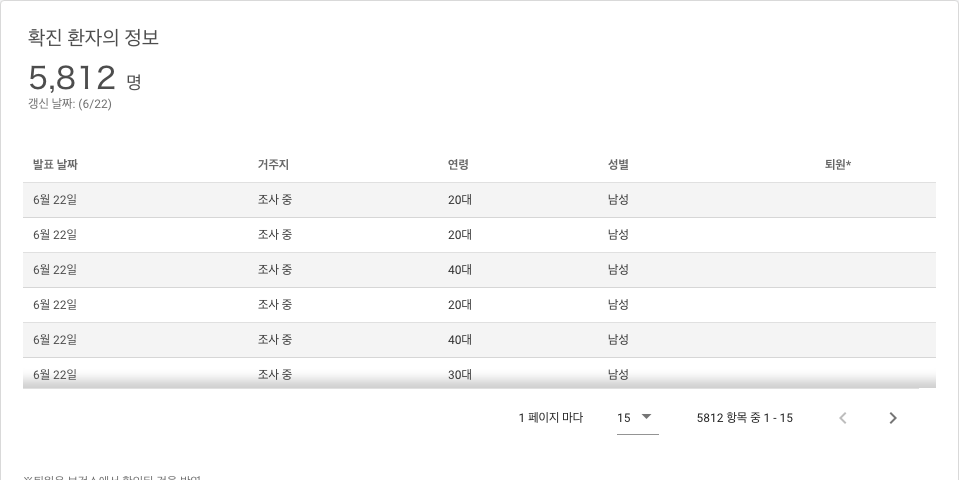 확진 환자의 정보
5,812 명
갱신 날짜: (6/22)
발표 날짜 거주지 연령 성별 퇴원*
6월 22일 조사 중 20대 남성
6월 22일 조사 중 20대 남성
6월 22일 조사 중 40대 남성
6월 22일 조사 중 20대 남성
6월 22일 조사 중 40대 남성
6월 22일 조사 중 30대 남성
1 페이지 마다 15 5812 항목 중 1 - 15